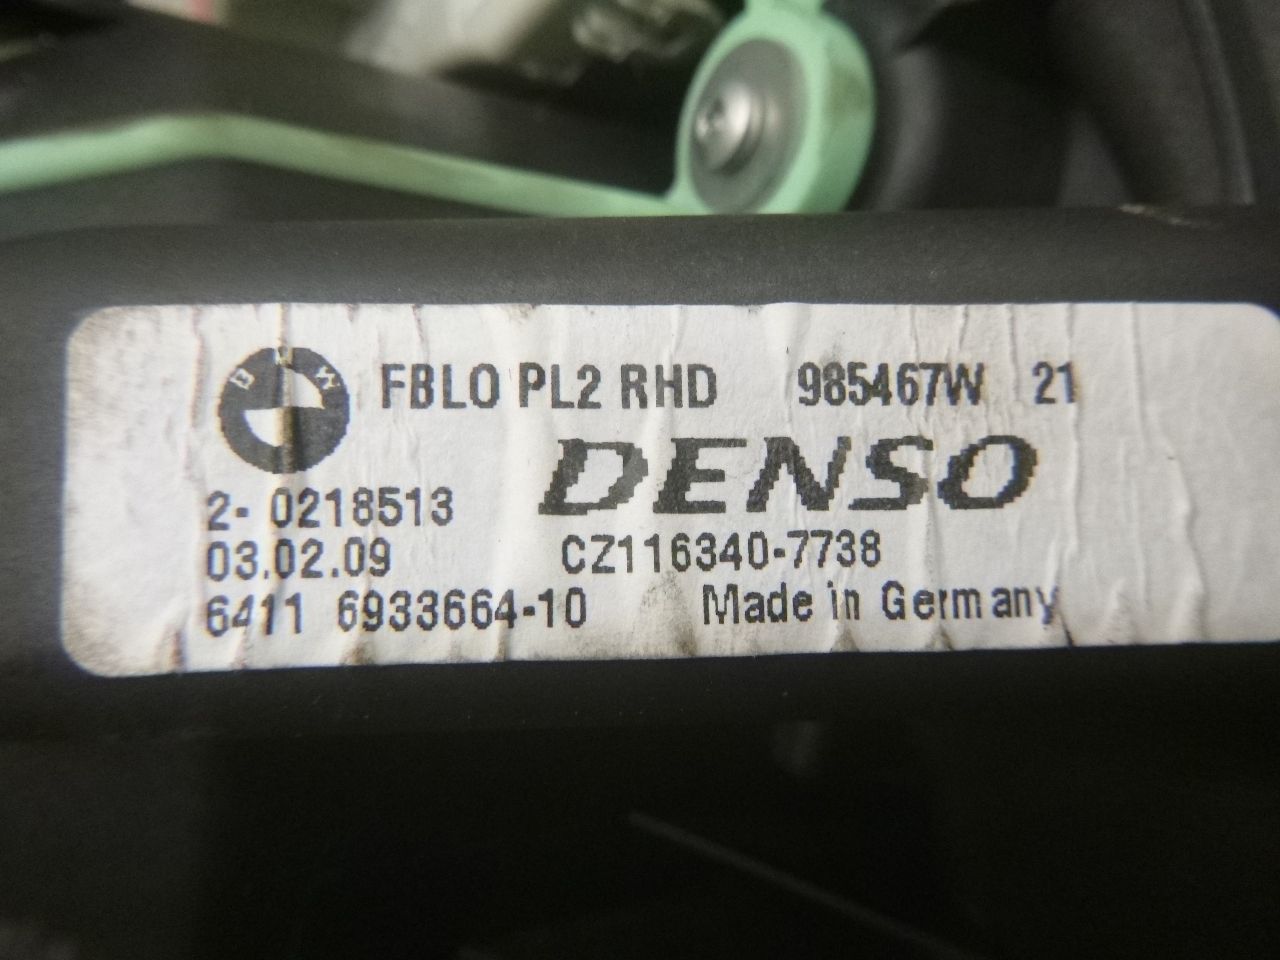 BMW FBLO PL2 RHD 985467W 21
DENSO
2- 0218513
03.02.09 CZ116340-7738
6411 6933664-10 Made in Germany